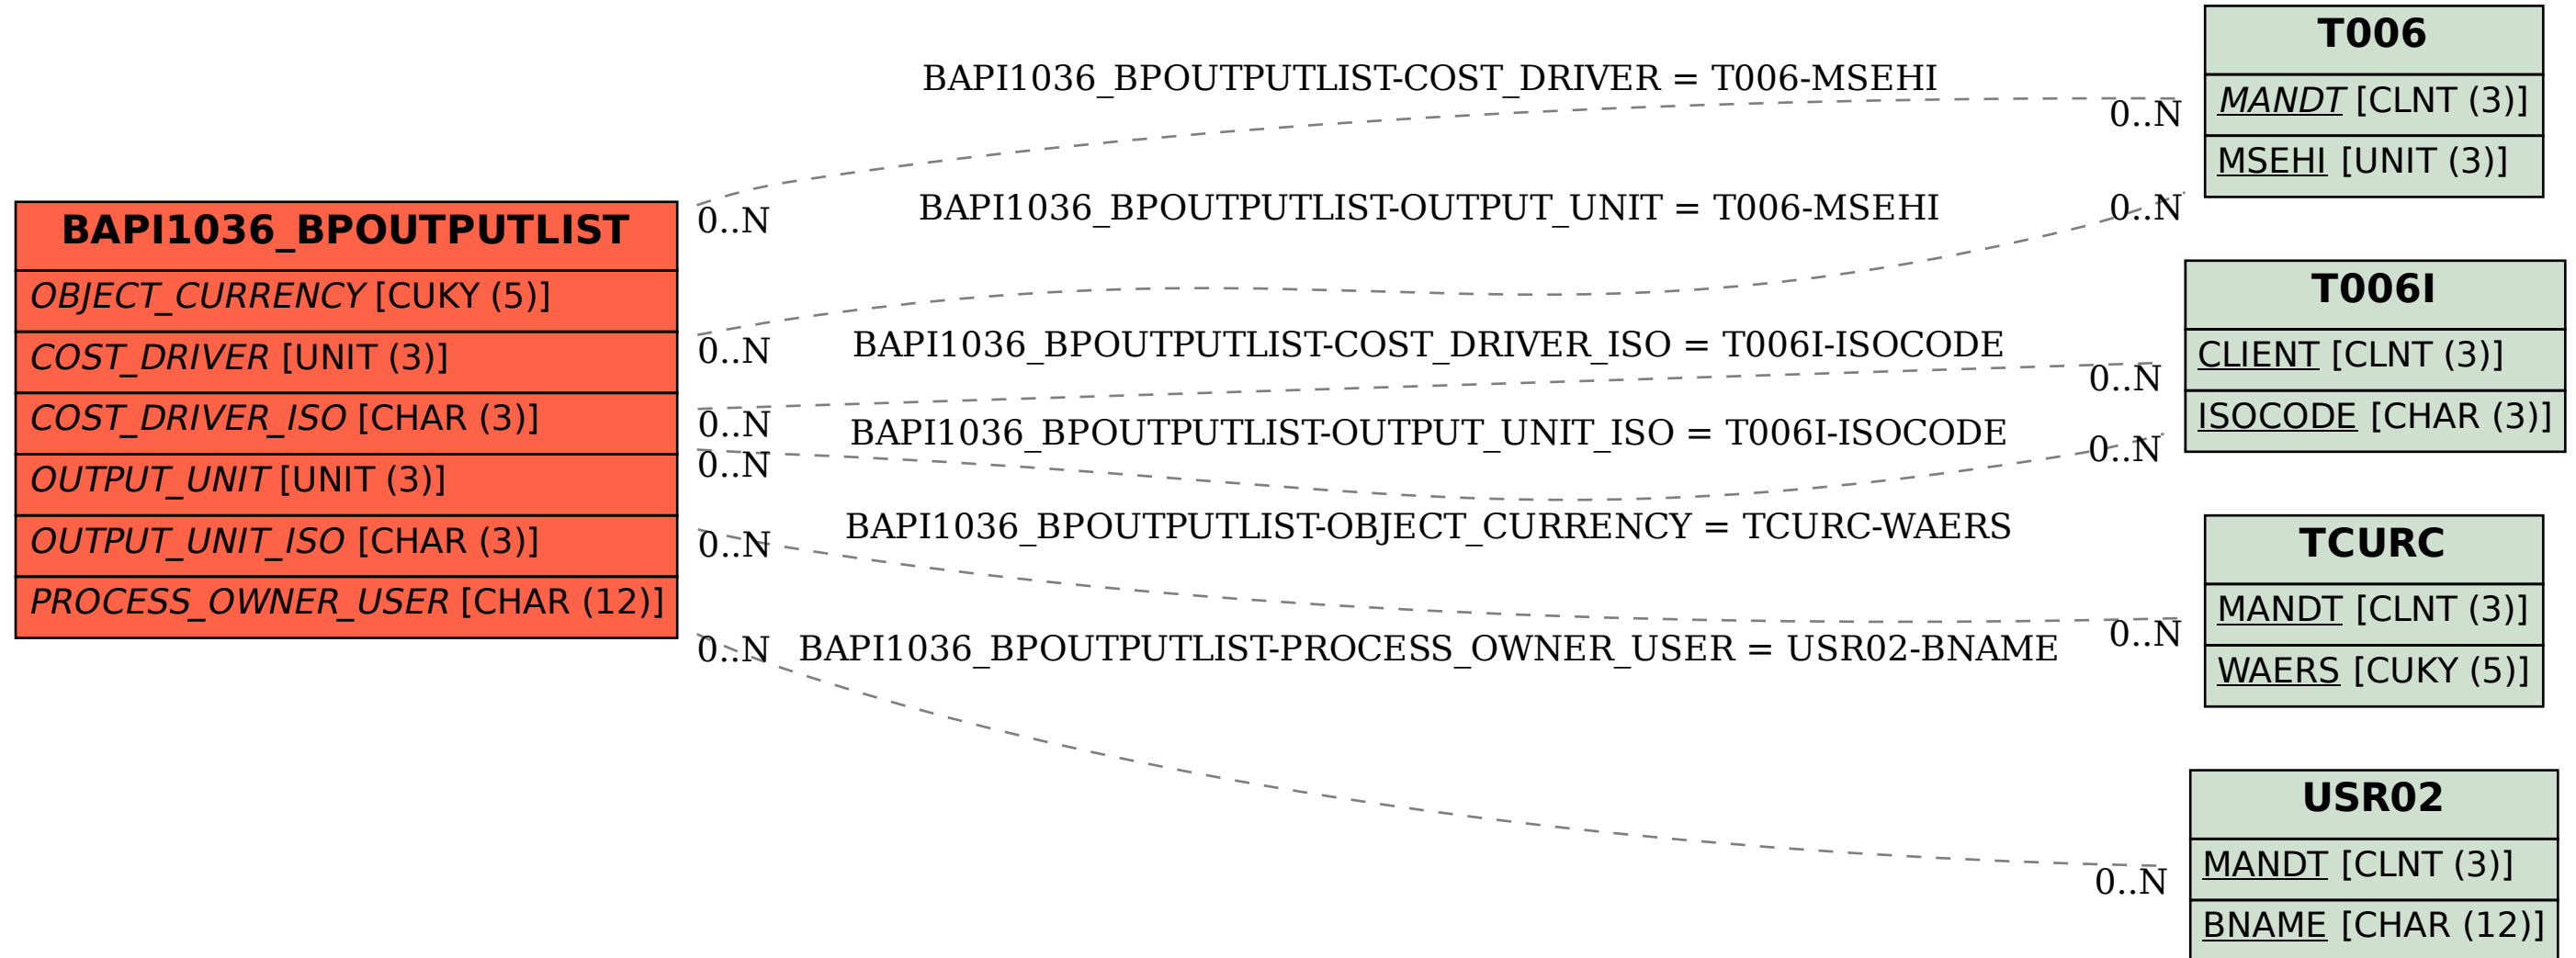 BAPI1036_BPOUTPUTLIST
OBJECT_CURRENCY [CUKY (5)]
COST_DRIVER [UNIT (3)]
COST_DRIVER_ISO [CHAR (3)]
OUTPUT_UNIT [UNIT (3)]
OUTPUT_UNIT_ISO [CHAR (3)]
PROCESS_OWNER_USER [CHAR (12)]
BAPI1036_BPOUTPUTLIST-COST_DRIVER = T006-MSEHI
0..N
0..N
BAPI1036_BPOUTPUTLIST-OUTPUT_UNIT = T006-MSEHI
0..N
0..N
BAPI1036_BPOUTPUTLIST-COST_DRIVER_ISO = T006I-ISOCODE
0..N
0..N
BAPI1036_BPOUTPUTLIST-OUTPUT_UNIT_ISO = T006I-ISOCODE
0..N
0..N
BAPI1036_BPOUTPUTLIST-OBJECT_CURRENCY = TCURC-WAERS
0..N
0..N
BAPI1036_BPOUTPUTLIST-PROCESS_OWNER_USER = USR02-BNAME
0..N
0..N
T006
MANDT [CLNT (3)]
MSEHI [UNIT (3)]
T006I
CLIENT [CLNT (3)]
ISOCODE [CHAR (3)]
TCURC
MANDT [CLNT (3)]
WAERS [CUKY (5)]
USR02
MANDT [CLNT (3)]
BNAME [CHAR (12)]